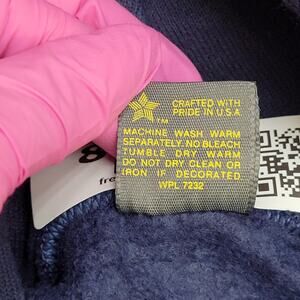 CRAFTED WITH
PRIDE IN U.S.A.
TM
MACHINE WASH WARM
SEPARATELY. NO BLEACH
TUMBLE DRY WARM
DO NOT DRY CLEAN OR
IRON IF DECORATED
WPL 7232
fre